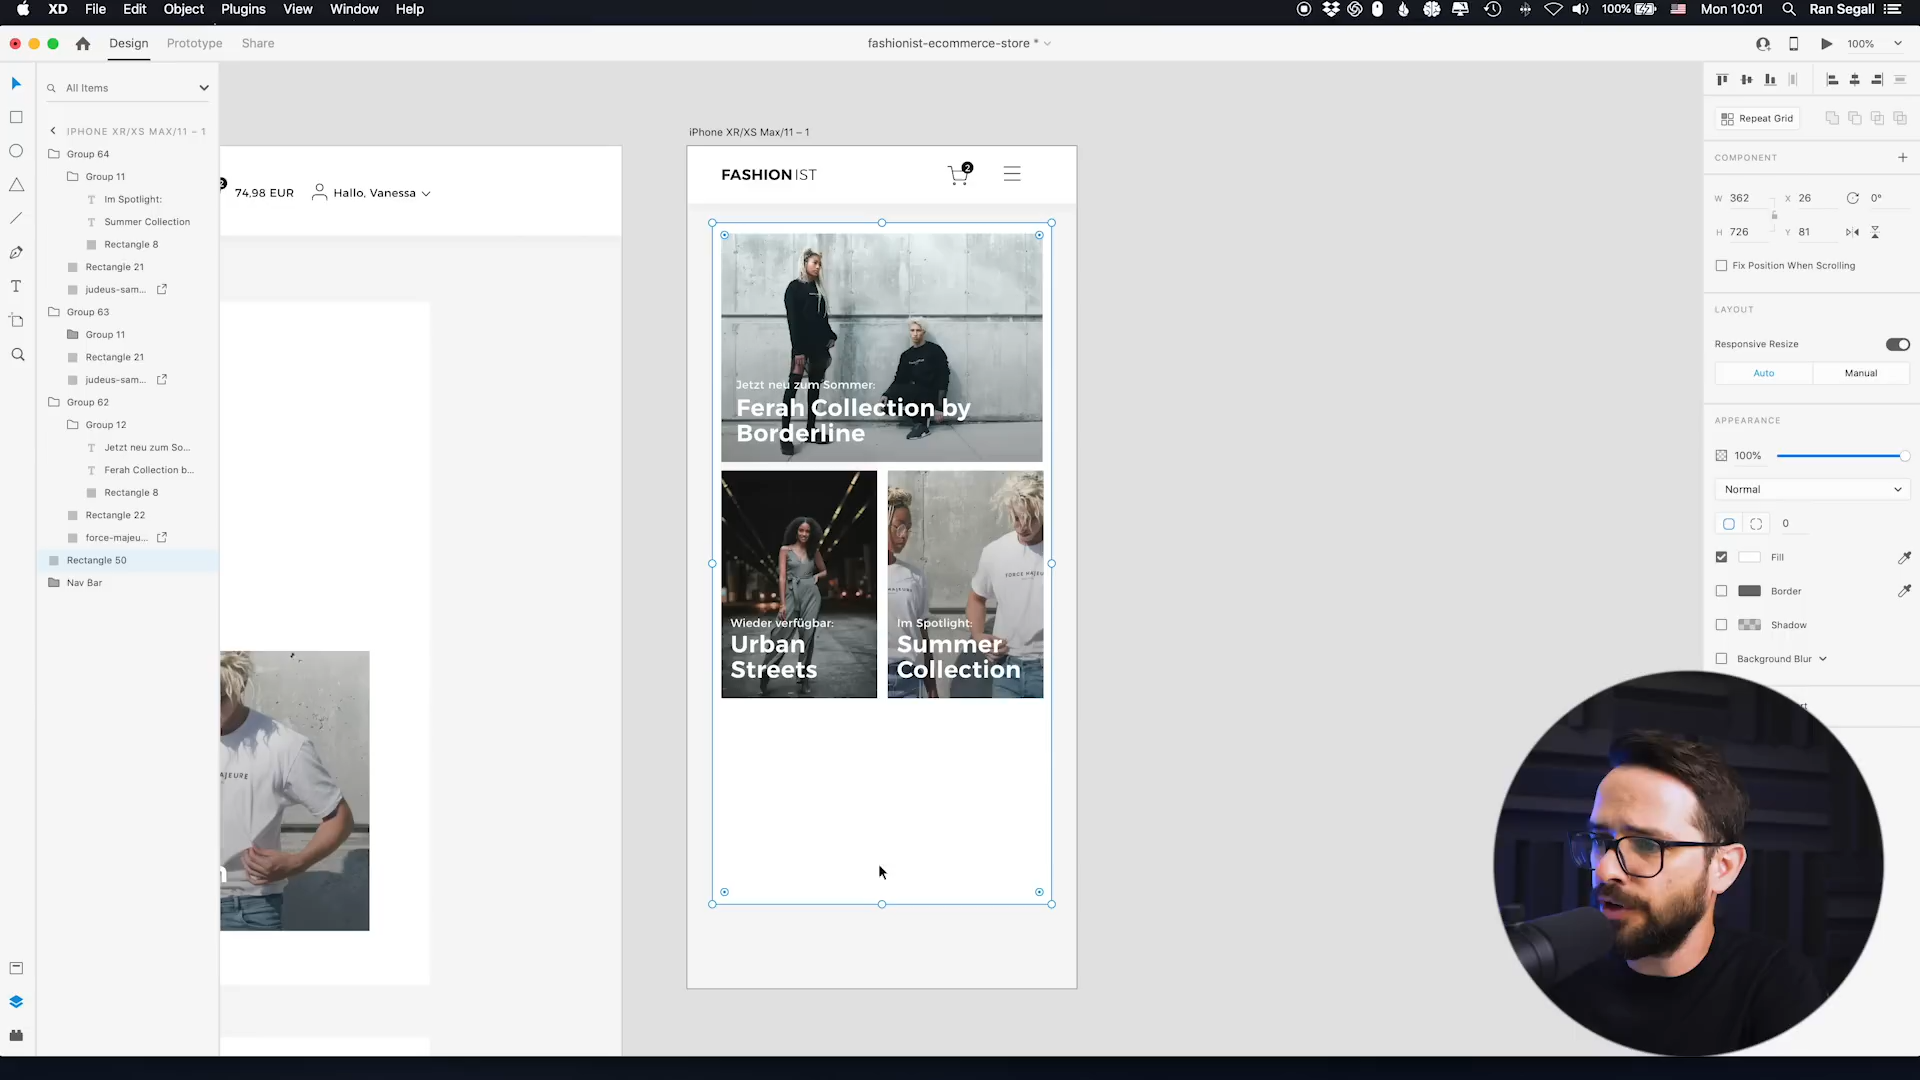 XD File Edit Object Plugins View Window Help
100% Mon 10:01 Ran Segall
Design Prototype Share
fashionist-ecommerce-store *
100%
All Items
IPHONE XR/XS MAX/11 – 1
Group 64
Group 11
Im Spotlight:
Summer Collection
Rectangle 8
Rectangle 21
judeus-sam...
Group 63
Group 11
Rectangle 21
judeus-sam...
Group 62
Group 12
Jetzt neu zum So...
Ferah Collection b...
Rectangle 8
Rectangle 22
force-majeu...
Rectangle 50
Nav Bar
2 74,98 EUR Hallo, Vanessa
iPhone XR/XS Max/11 – 1
FASHIONIST
2
Jetzt neu zum Sommer:
Ferah Collection by
Borderline
Wieder verfügbar:
Urban
Streets
FORCE MAJEURE
Im Spotlight:
Summer
Collection
AJEURE
n
Repeat Grid
COMPONENT
W 362 X 26 0°
H 726 Y 81
Fix Position When Scrolling
LAYOUT
Responsive Resize
Auto Manual
APPEARANCE
100%
Normal
0
Fill
Border
Shadow
Background Blur